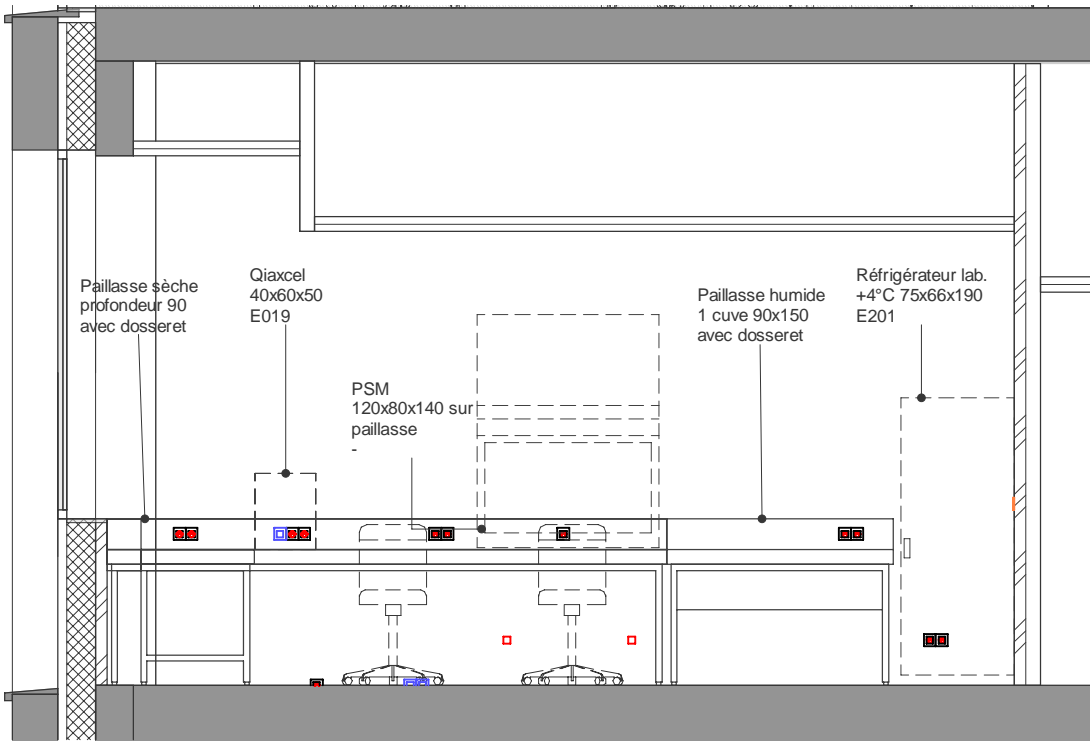 Paillasse sèche
profondeur 90
avec dosseret
Qiaxcel
40x60x50
E019
PSM
120x80x140 sur
paillasse
-
Paillasse humide
1 cuve 90x150
avec dosseret
Réfrigérateur lab.
+4°C 75x66x190
E201